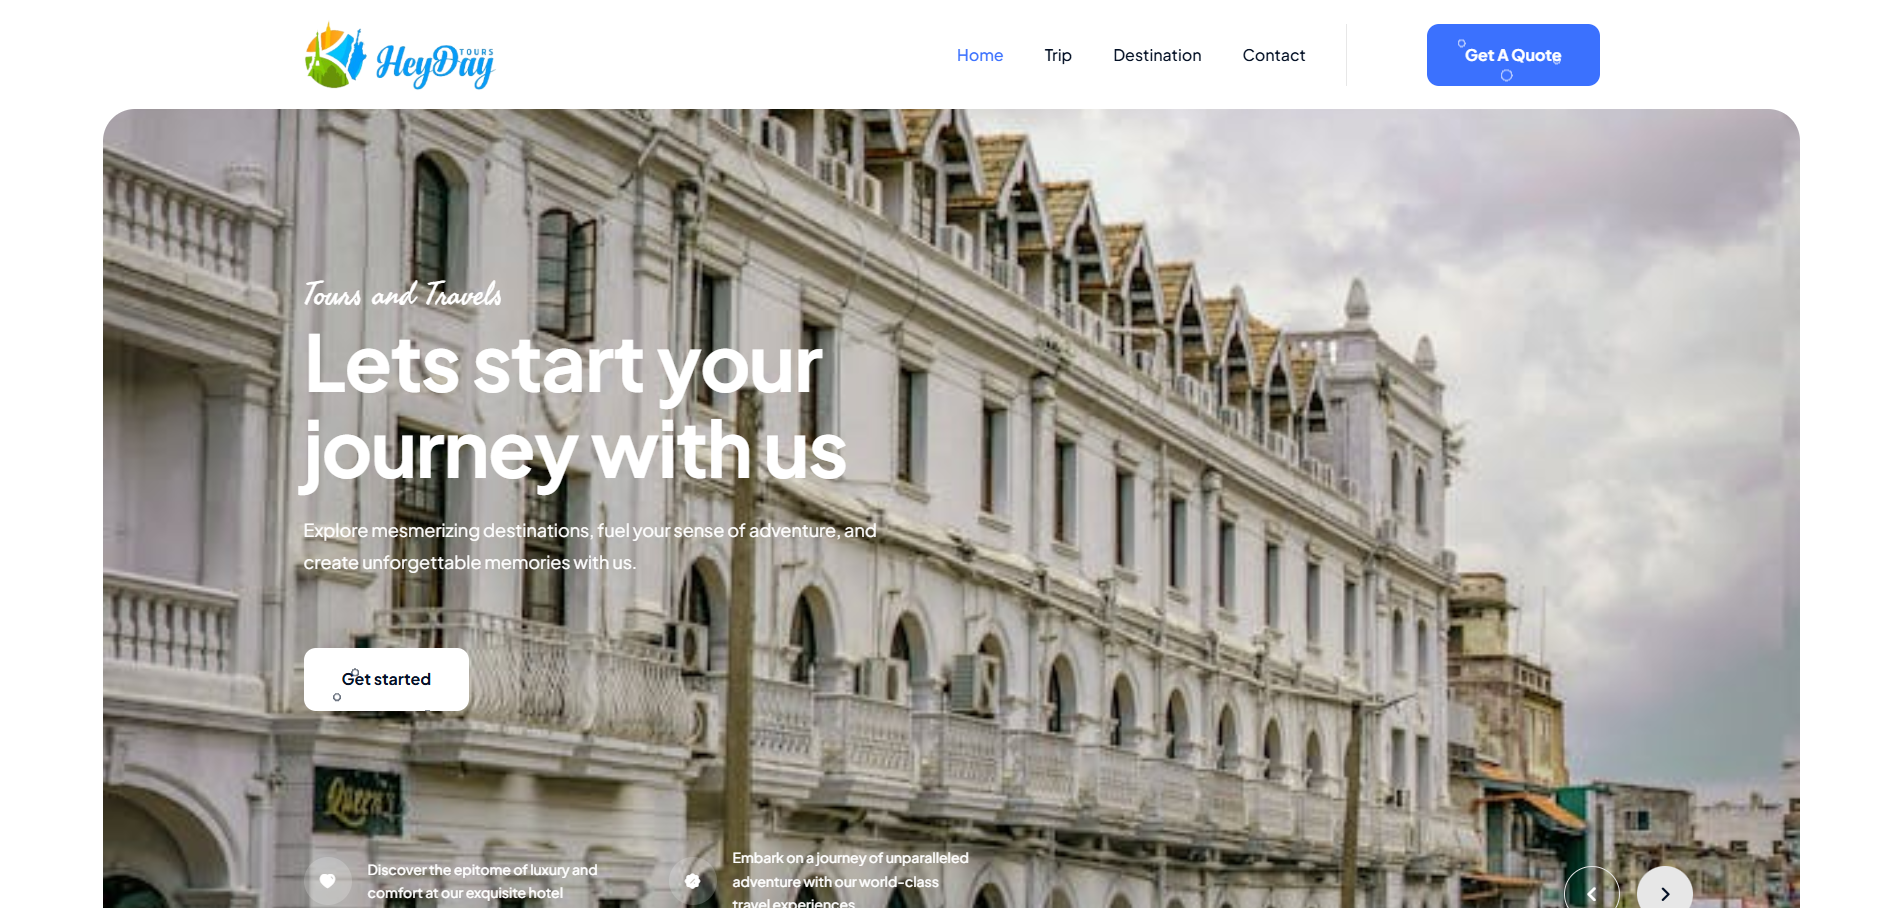 HeyDay TOURS
Home
Trip
Destination
Contact
Get A Quote
Tours and Travels
Lets start your
journey with us
Explore mesmerizing destinations, fuel your sense of adventure, and
create unforgettable memories with us.
Get started
Queen's
Discover the epitome of luxury and
comfort at our exquisite hotel
Embark on a journey of unparalleled
adventure with our world-class
travel experiences